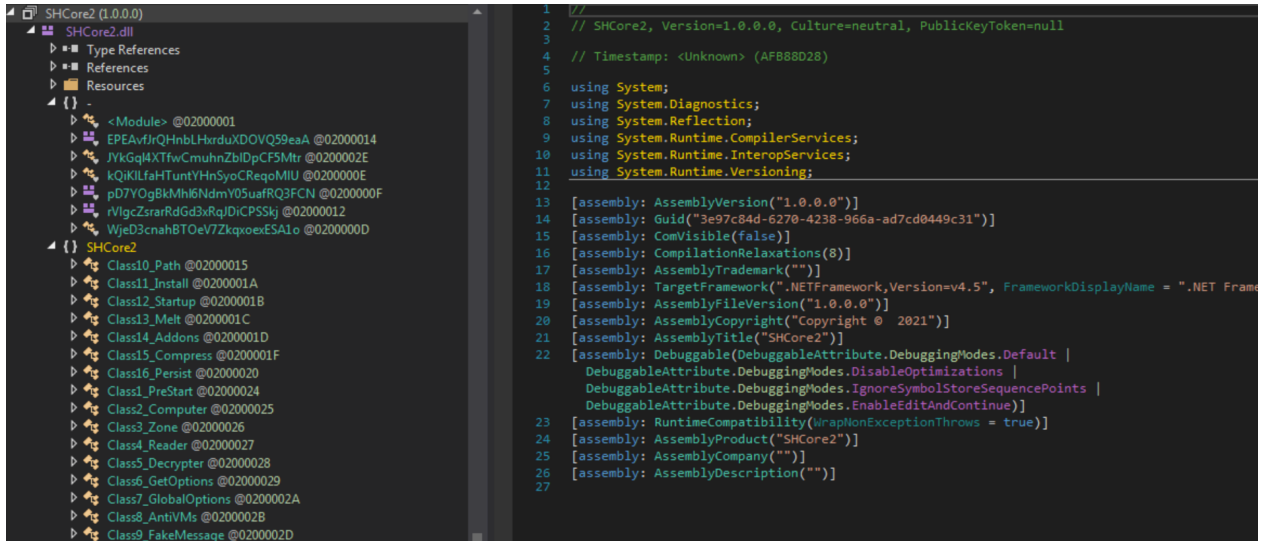 SHCore2 (1.0.0.0)
SHCore2.dll
Type References
References
Resources
{ } -
<Module> @02000001
EPEAvfJrQHnbLHxrduXDOVQ59eaA @02000014
JYkGql4XTfwCmuhnZbIDpCF5Mtr @0200002E
kQiKILfaHTuntYHnSyoCReqoMIU @0200000E
pD7YOgBkMhl6NdmY05uafRQ3FCN @0200000F
rVlgcZsrarRdGd3xRqJDiCPSSkj @02000012
WjeD3cnahBTOeV7ZkqxoexESA1o @0200000D
{ } SHCore2
Class10_Path @02000015
Class11_Install @0200001A
Class12_Startup @0200001B
Class13_Melt @0200001C
Class14_Addons @0200001D
Class15_Compress @0200001F
Class16_Persist @02000020
Class1_PreStart @02000024
Class2_Computer @02000025
Class3_Zone @02000026
Class4_Reader @02000027
Class5_Decrypter @02000028
Class6_GetOptions @02000029
Class7_GlobalOptions @0200002A
Class8_AntiVMs @0200002B
Class9_FakeMessage @0200002D
1 //
2 // SHCore2, Version=1.0.0.0, Culture=neutral, PublicKeyToken=null
3
4 // Timestamp: <Unknown> (AFB88D28)
5
6 using System;
7 using System.Diagnostics;
8 using System.Reflection;
9 using System.Runtime.CompilerServices;
10 using System.Runtime.InteropServices;
11 using System.Runtime.Versioning;
12
13 [assembly: AssemblyVersion("1.0.0.0")]
14 [assembly: Guid("3e97c84d-6270-4238-966a-ad7cd0449c31")]
15 [assembly: ComVisible(false)]
16 [assembly: CompilationRelaxations(8)]
17 [assembly: AssemblyTrademark("")]
18 [assembly: TargetFramework(".NETFramework,Version=v4.5", FrameworkDisplayName = ".NET Frame
19 [assembly: AssemblyFileVersion("1.0.0.0")]
20 [assembly: AssemblyCopyright("Copyright ©  2021")]
21 [assembly: AssemblyTitle("SHCore2")]
22 [assembly: Debuggable(DebuggableAttribute.DebuggingModes.Default |
DebuggableAttribute.DebuggingModes.DisableOptimizations |
DebuggableAttribute.DebuggingModes.IgnoreSymbolStoreSequencePoints |
DebuggableAttribute.DebuggingModes.EnableEditAndContinue)]
23 [assembly: RuntimeCompatibility(WrapNonExceptionThrows = true)]
24 [assembly: AssemblyProduct("SHCore2")]
25 [assembly: AssemblyCompany("")]
26 [assembly: AssemblyDescription("")]
27